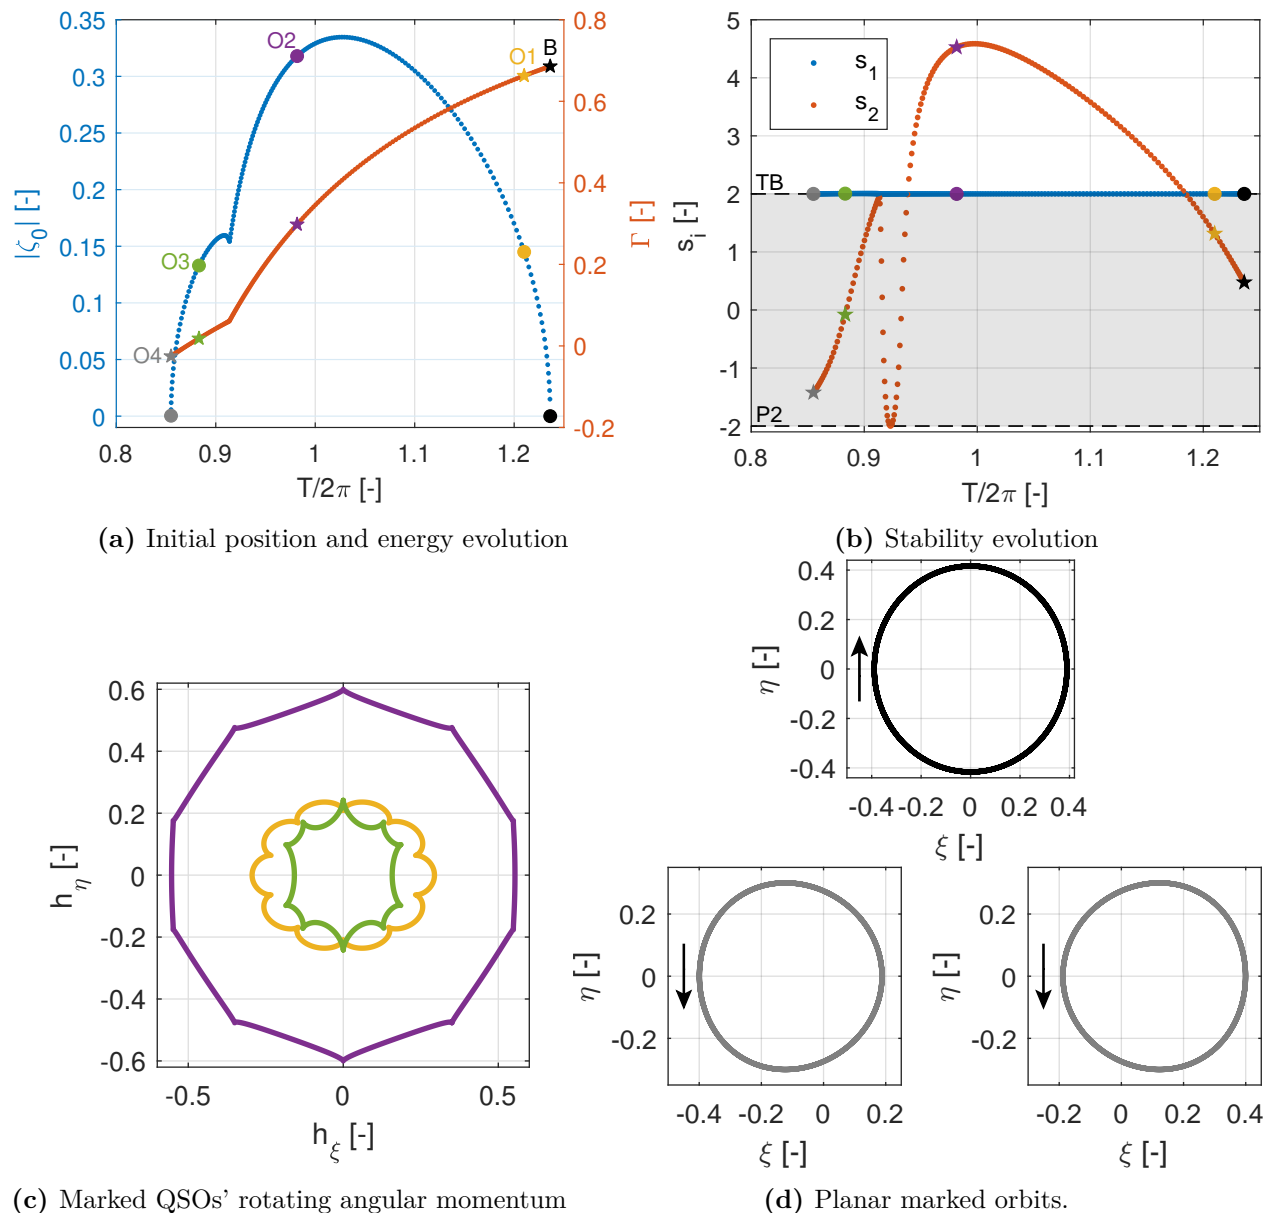 0.35
0.3
0.25
0.2
0.15
0.1
0.05
0
|ζ0| [-]
O2
O1
B
O3
O4
0.8
0.6
0.4
0.2
0
-0.2
Γ [-]
0.8 0.9 1 1.1 1.2
T/2π [-]
(a) Initial position and energy evolution
5
4
3
2
1
0
-1
-2
s_i [-]
s_1
s_2
TB
P2
0.8 0.9 1 1.1 1.2
T/2π [-]
(b) Stability evolution
0.6
0.4
0.2
0
-0.2
-0.4
-0.6
h_η [-]
-0.5 0 0.5
h_ξ [-]
(c) Marked QSOs' rotating angular momentum
0.4
0.2
0
-0.2
-0.4
η [-]
-0.4 -0.2 0 0.2 0.4
ξ [-]
0.2
0
-0.2
η [-]
-0.4 -0.2 0 0.2
ξ [-]
0.2
0
-0.2
η [-]
-0.2 0 0.2 0.4
ξ [-]
(d) Planar marked orbits.